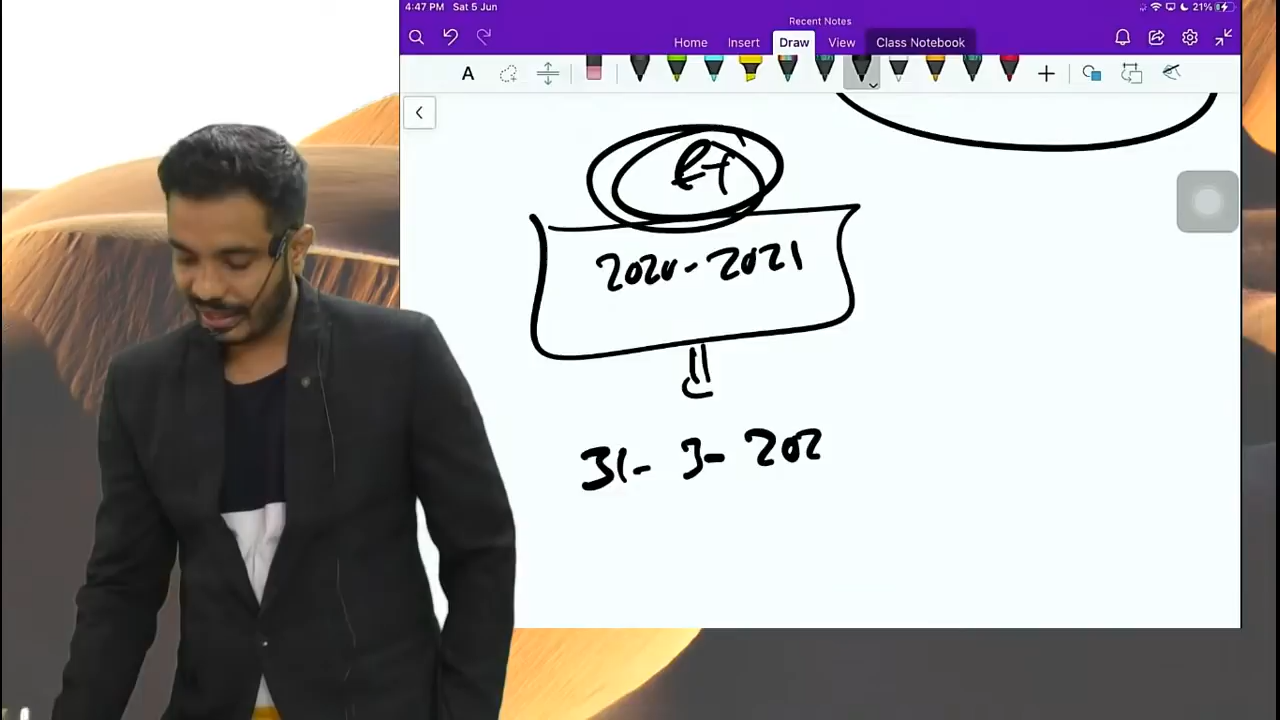 4:47 PM Sat 5 Jun
21%
Recent Notes
Home Insert Draw View Class Notebook
A
2020-2021
31-3-202